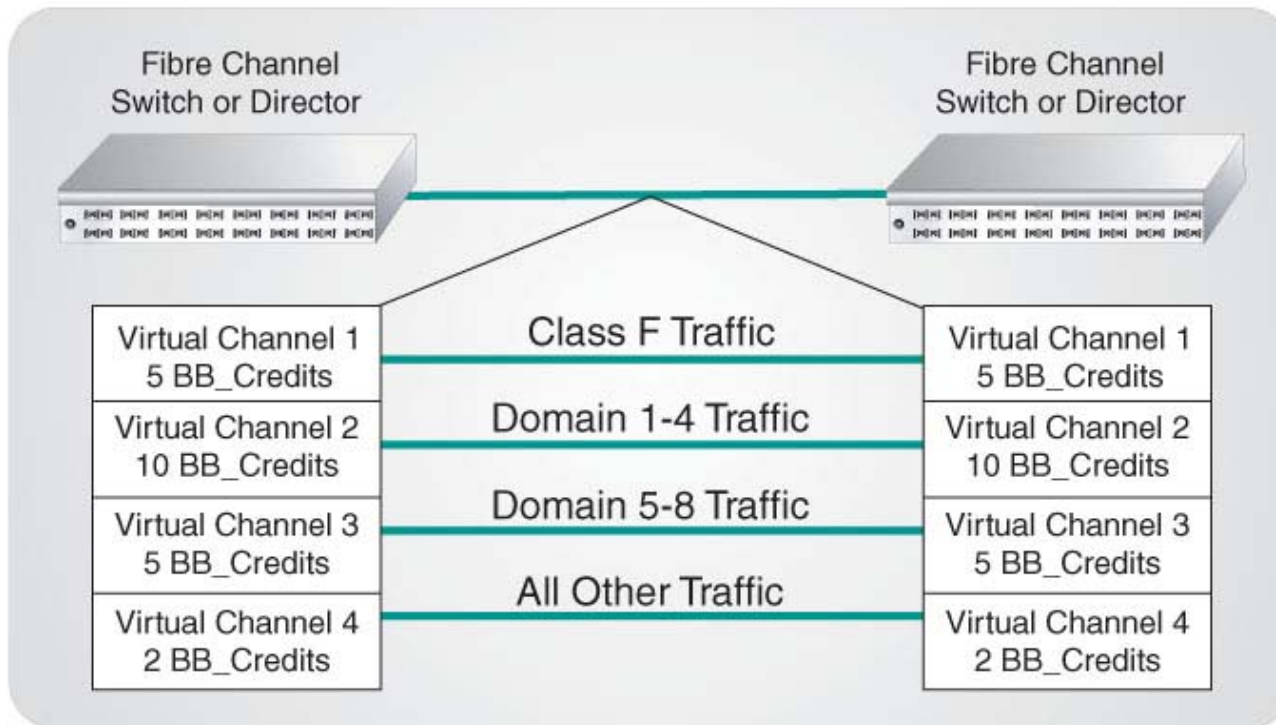 Fibre Channel
Switch or Director
Fibre Channel
Switch or Director
Virtual Channel 1
5 BB_Credits
Class F Traffic
Virtual Channel 1
5 BB_Credits
Virtual Channel 2
10 BB_Credits
Domain 1-4 Traffic
Virtual Channel 2
10 BB_Credits
Virtual Channel 3
5 BB_Credits
Domain 5-8 Traffic
Virtual Channel 3
5 BB_Credits
Virtual Channel 4
2 BB_Credits
All Other Traffic
Virtual Channel 4
2 BB_Credits